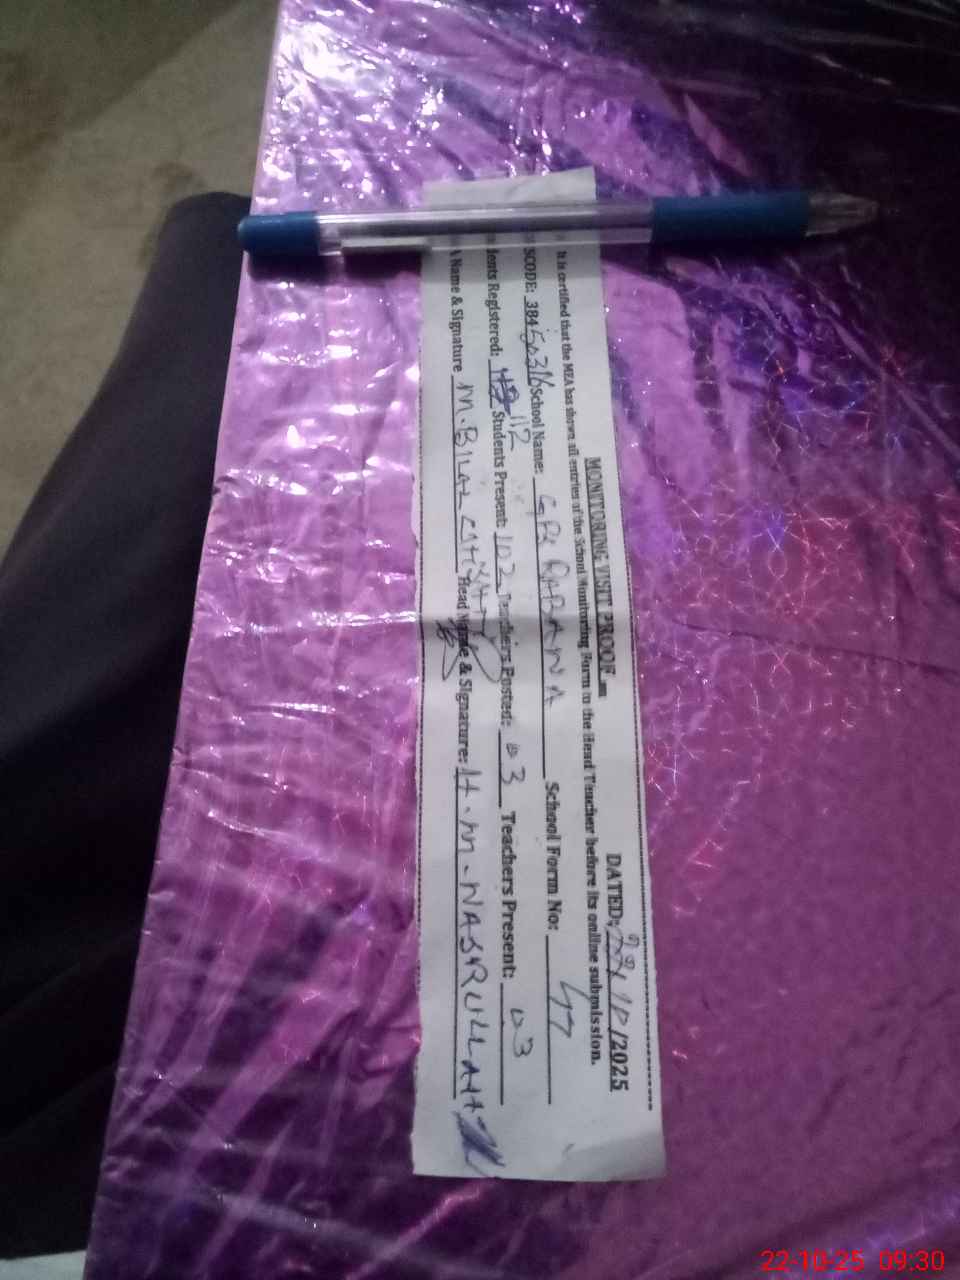 MONITORING VISIT PROOF
DATED: 22/10/2025
It is certified that the MEA has shown all entries of the School Monitoring Form to the Head Teacher before its online submission.
SCODE: 38450316 School Name: GPS RABANA School Form No: 47
dents Registered: 112 Students Present: 102 Teachers Posted: 03 Teachers Present: 03
Name & Signature M. BILAL Head Name & Signature: H. M. NASRULLAH
22-10-25 09:30